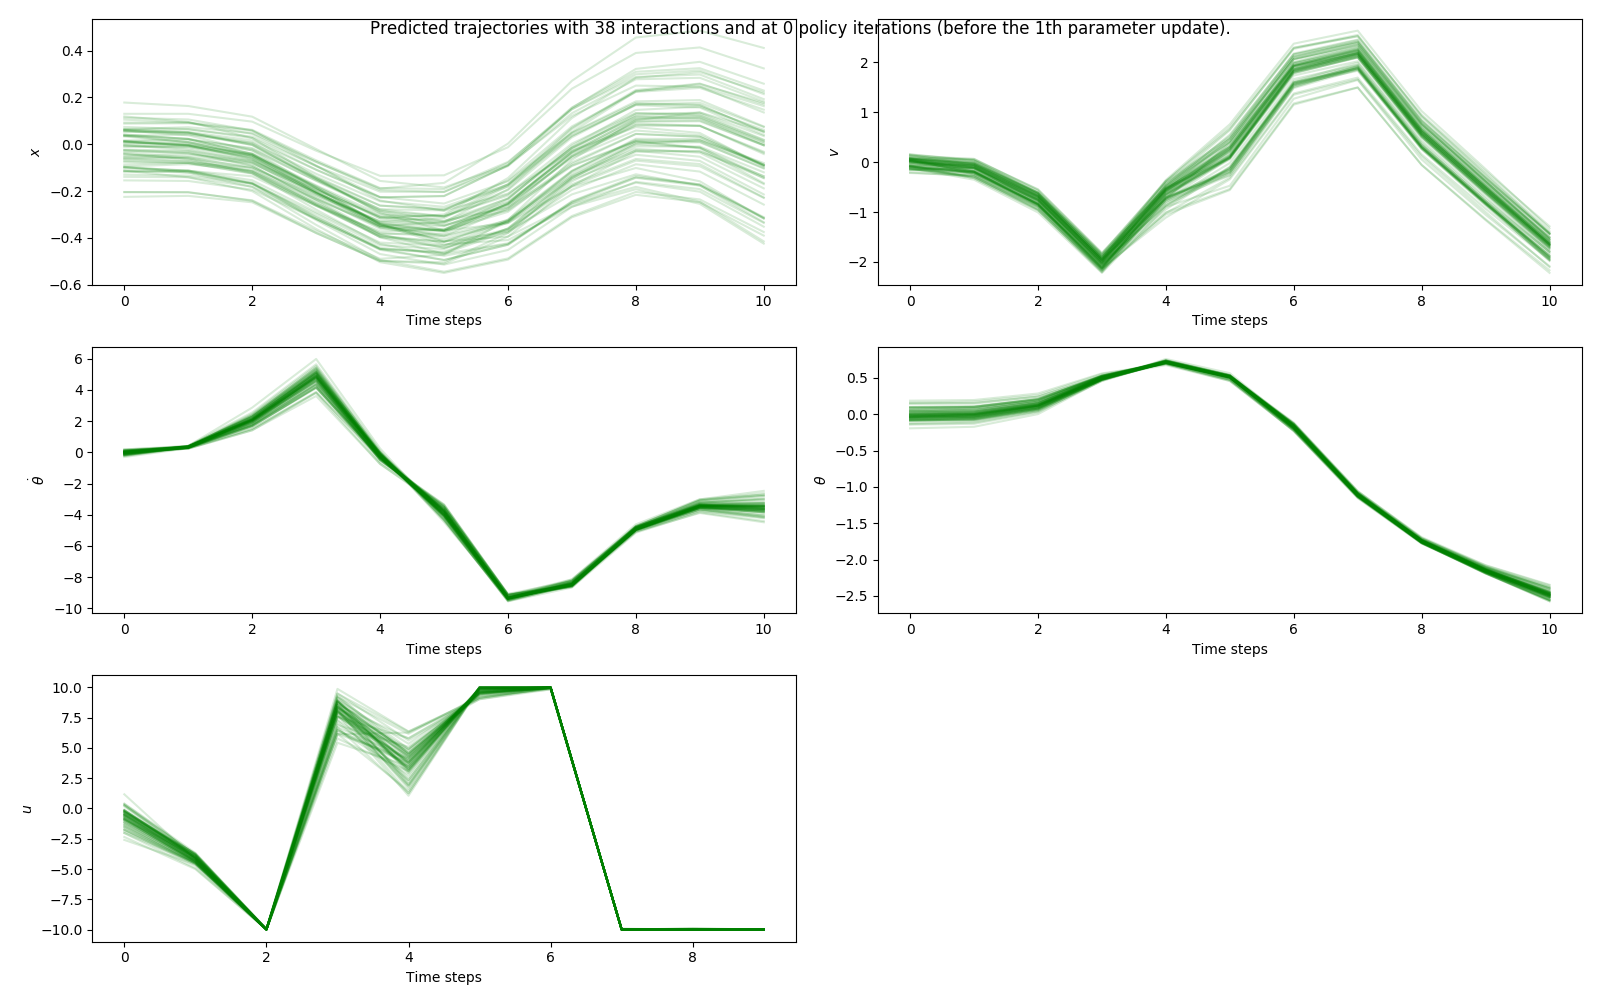 Predicted trajectories with 38 interactions and at 0 policy iterations (before the 1th parameter update).
0.4
0.2
0.0
−0.2
−0.4
−0.6
x
0 2 4 6 8 10
Time steps
2
1
0
−1
−2
v
0 2 4 6 8 10
Time steps
6
4
2
0
−2
−4
−6
−8
−10
θ̇
0 2 4 6 8 10
Time steps
0.5
0.0
−0.5
−1.0
−1.5
−2.0
−2.5
θ
0 2 4 6 8 10
Time steps
10.0
7.5
5.0
2.5
0.0
−2.5
−5.0
−7.5
−10.0
u
0 2 4 6 8
Time steps